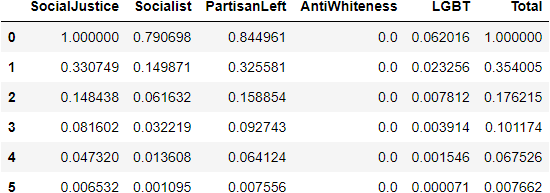 SocialJustice Socialist PartisanLeft AntiWhiteness LGBT Total
0 1.000000 0.790698 0.844961 0.0 0.062016 1.000000
1 0.330749 0.149871 0.325581 0.0 0.023256 0.354005
2 0.148438 0.061632 0.158854 0.0 0.007812 0.176215
3 0.081602 0.032219 0.092743 0.0 0.003914 0.101174
4 0.047320 0.013608 0.064124 0.0 0.001546 0.067526
5 0.006532 0.001095 0.007556 0.0 0.000071 0.007662